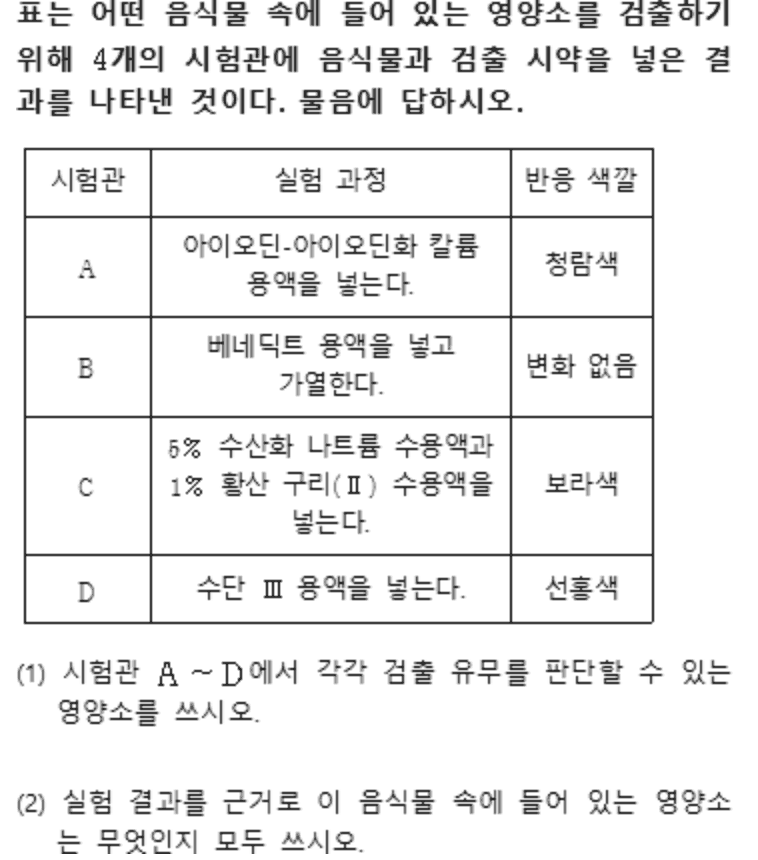 표는 어떤 음식물 속에 들어 있는 영양소를 검출하기
위해 4개의 시험관에 음식물과 검출 시약을 넣은 결
과를 나타낸 것이다. 물음에 답하시오.
시험관 실험 과정 반응 색깔
A 아이오딘-아이오딘화 칼륨 청람색
용액을 넣는다.
B 베네딕트 용액을 넣고 변화 없음
가열한다.
5% 수산화 나트륨 수용액과
C 1% 황산 구리(Ⅱ) 수용액을 보라색
넣는다.
D 수단 Ⅲ 용액을 넣는다. 선홍색
(1) 시험관 A ~ D에서 각각 검출 유무를 판단할 수 있는
영양소를 쓰시오.
(2) 실험 결과를 근거로 이 음식물 속에 들어 있는 영양소
는 무엇인지 모두 쓰시오.